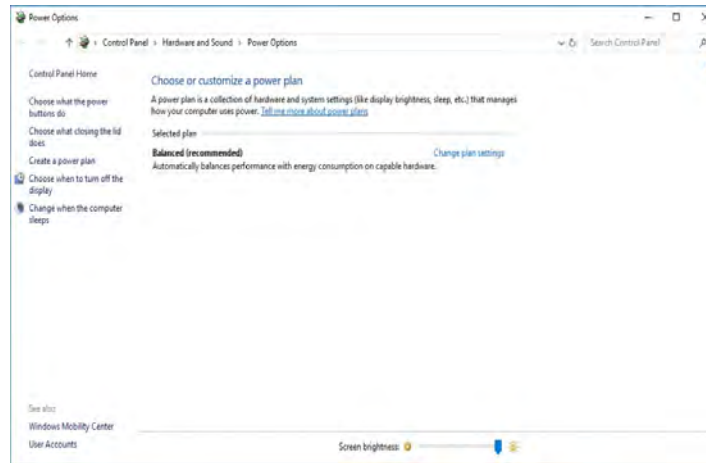 Power Options
Control Panel › Hardware and Sound › Power Options
Search Control Panel
Control Panel Home
Choose what the power
buttons do
Choose what closing the lid
does
Create a power plan
Choose when to turn off the
display
Change when the computer
sleeps
Choose or customize a power plan
A power plan is a collection of hardware and system settings (like display brightness, sleep, etc.) that manages
how your computer uses power. Tell me more about power plans
Selected plan
Balanced (recommended)
Change plan settings
Automatically balances performance with energy consumption on capable hardware.
See also
Windows Mobility Center
User Accounts
Screen brightness: